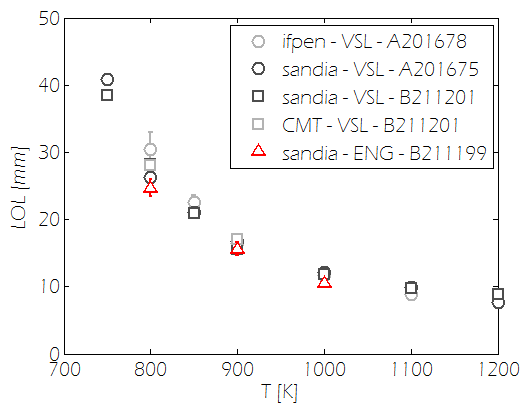 50
40
30
20
10
0
LOL [mm]
ifpen - VSL - A201678
sandia - VSL - A201675
sandia - VSL - B211201
CMT - VSL - B211201
sandia - ENG - B211199
700 800 900 1000 1100 1200
T [K]